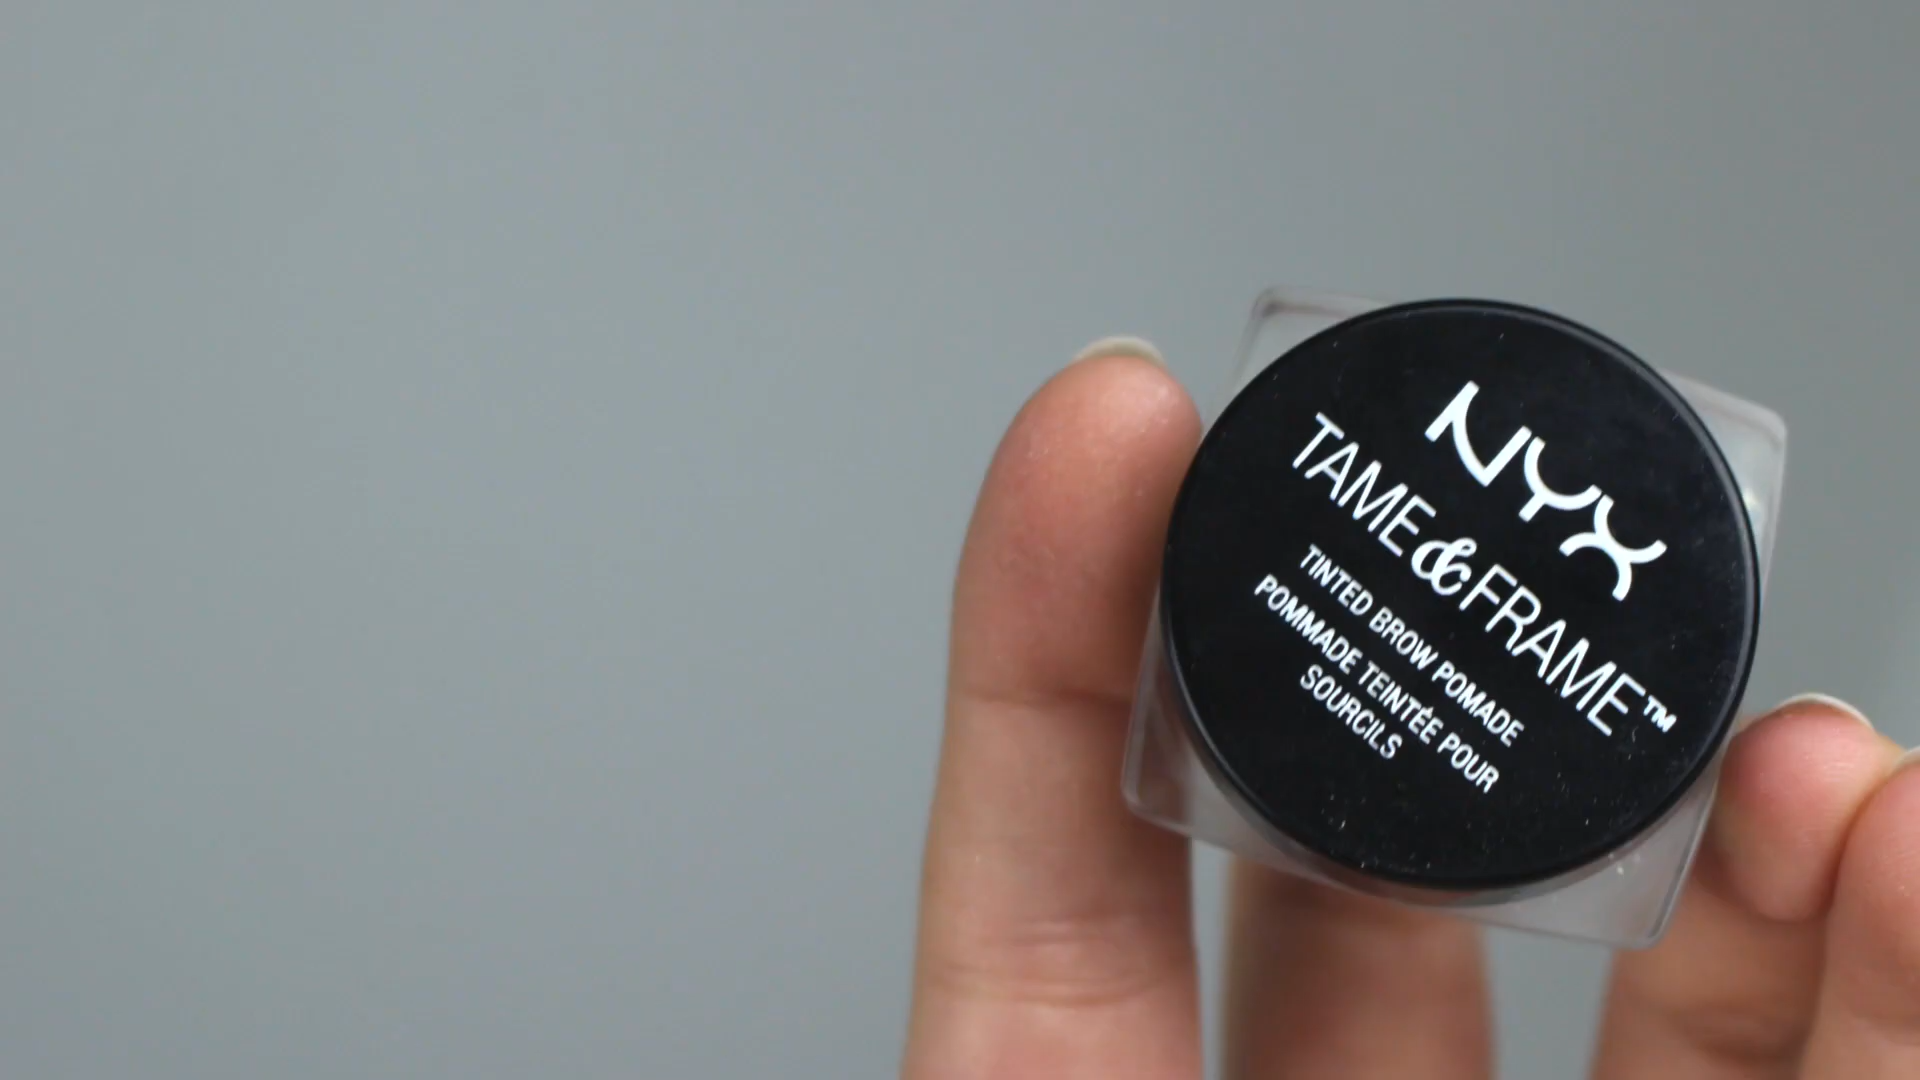 NYX
TAME & FRAME™
TINTED BROW POMADE
POMMADE TEINTÉE POUR
SOURCILS